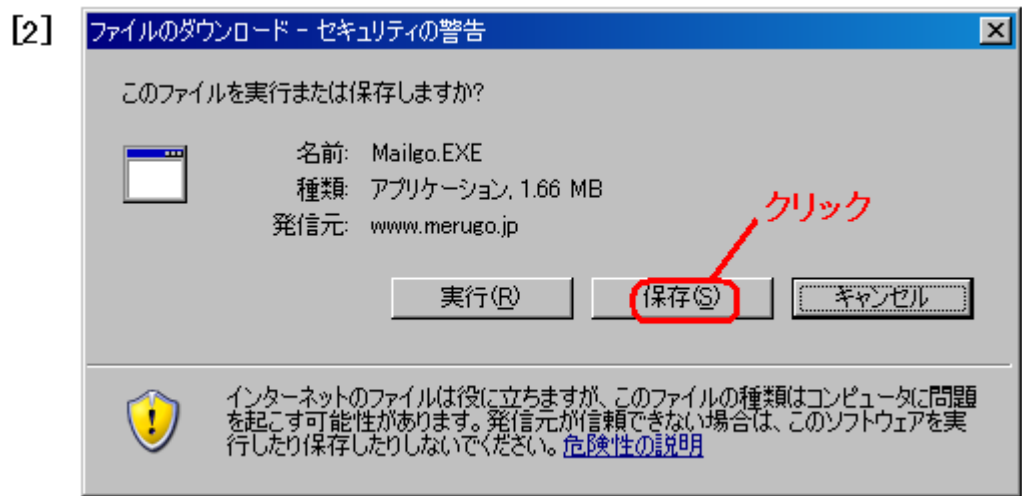 [2]
ファイルのダウンロード - セキュリティの警告
このファイルを実行または保存しますか?
名前: Mailgo.EXE
種類: アプリケーション, 1.66 MB
発信元: www.merugo.jp
クリック
実行(R) 保存(S) キャンセル
インターネットのファイルは役に立ちますが、このファイルの種類はコンピュータに問題
を起こす可能性があります。発信元が信頼できない場合は、このソフトウェアを実
行したり保存したりしないでください。危険性の説明